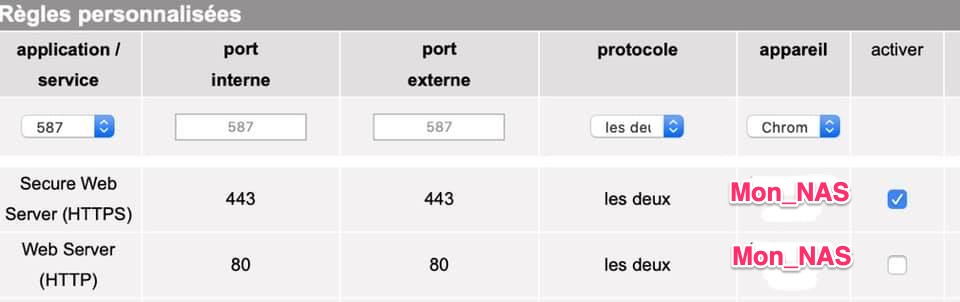 Règles personnalisées
application / service port interne port externe protocole appareil activer
587 587 587 les deu Chrom
Secure Web Server (HTTPS) 443 443 les deux Mon_NAS
Web Server (HTTP) 80 80 les deux Mon_NAS